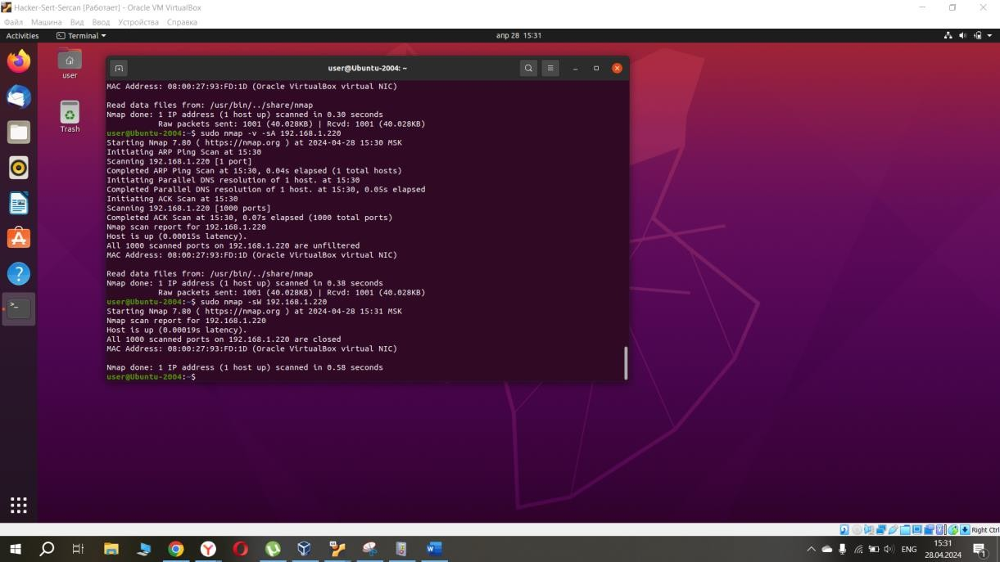 Hacker-Sert-Sercan [Работает] - Oracle VM VirtualBox
Файл Машина Вид Ввод Устройства Справка
Activities Terminal апр 28 15:31
user
Trash
user@Ubuntu-2004: ~
MAC Address: 08:00:27:93:FD:1D (Oracle VirtualBox virtual NIC)
Read data files from: /usr/bin/../share/nmap
Nmap done: 1 IP address (1 host up) scanned in 0.30 seconds
Raw packets sent: 1001 (40.028KB) | Rcvd: 1001 (40.028KB)
user@Ubuntu-2004:~$ sudo nmap -v -sA 192.168.1.220
Starting Nmap 7.80 ( https://nmap.org ) at 2024-04-28 15:30 MSK
Initiating ARP Ping Scan at 15:30
Scanning 192.168.1.220 [1 port]
Completed ARP Ping Scan at 15:30, 0.04s elapsed (1 total hosts)
Initiating Parallel DNS resolution of 1 host. at 15:30
Completed Parallel DNS resolution of 1 host. at 15:30, 0.05s elapsed
Initiating ACK Scan at 15:30
Scanning 192.168.1.220 [1000 ports]
Completed ACK Scan at 15:30, 0.07s elapsed (1000 total ports)
Nmap scan report for 192.168.1.220
Host is up (0.00015s latency).
All 1000 scanned ports on 192.168.1.220 are unfiltered
MAC Address: 08:00:27:93:FD:1D (Oracle VirtualBox virtual NIC)
Read data files from: /usr/bin/../share/nmap
Nmap done: 1 IP address (1 host up) scanned in 0.38 seconds
Raw packets sent: 1001 (40.028KB) | Rcvd: 1001 (40.028KB)
user@Ubuntu-2004:~$ sudo nmap -sW 192.168.1.220
Starting Nmap 7.80 ( https://nmap.org ) at 2024-04-28 15:31 MSK
Nmap scan report for 192.168.1.220
Host is up (0.00019s latency).
All 1000 scanned ports on 192.168.1.220 are closed
MAC Address: 08:00:27:93:FD:1D (Oracle VirtualBox virtual NIC)
Nmap done: 1 IP address (1 host up) scanned in 0.58 seconds
user@Ubuntu-2004:~$
Right Ctrl
ENG
15:31
28.04.2024
1